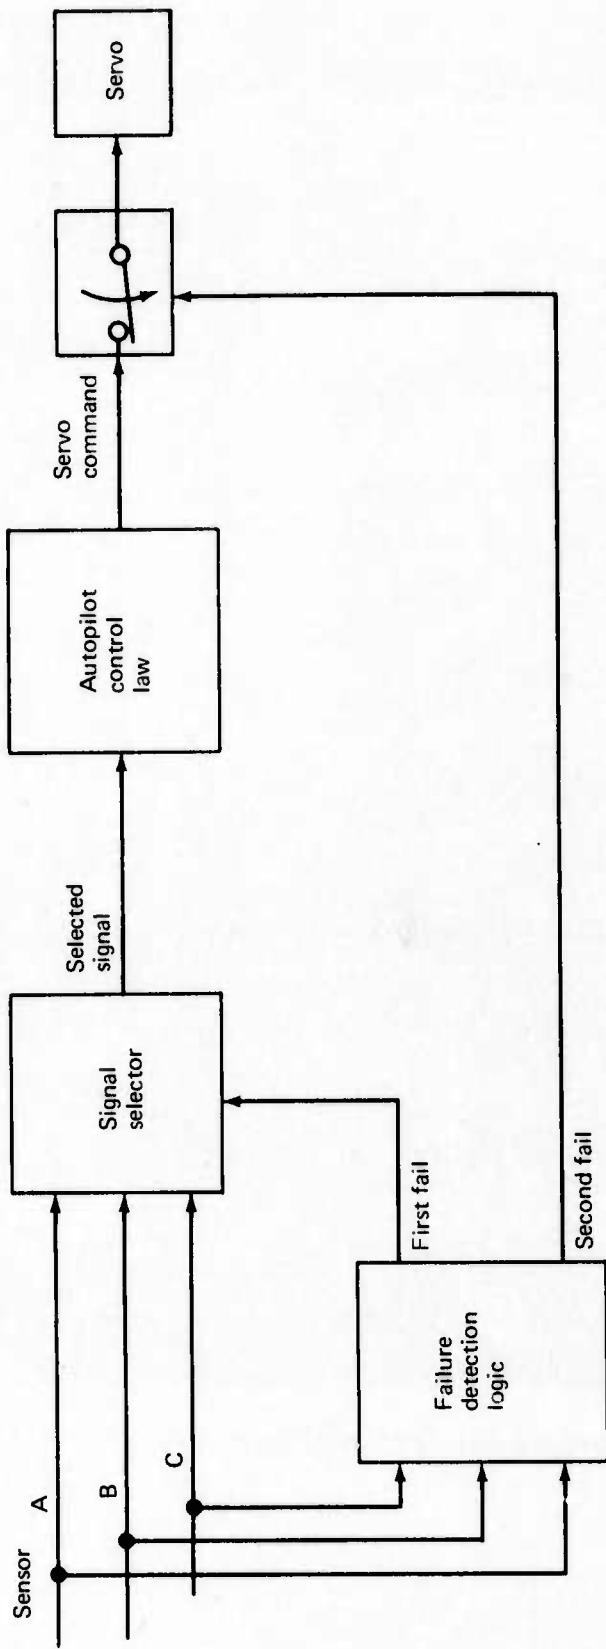 Sensor
A
B
C
Signal
selector
Selected
signal
Autopilot
control
law
Servo
command
Servo
Failure
detection
logic
First fail
Second fail